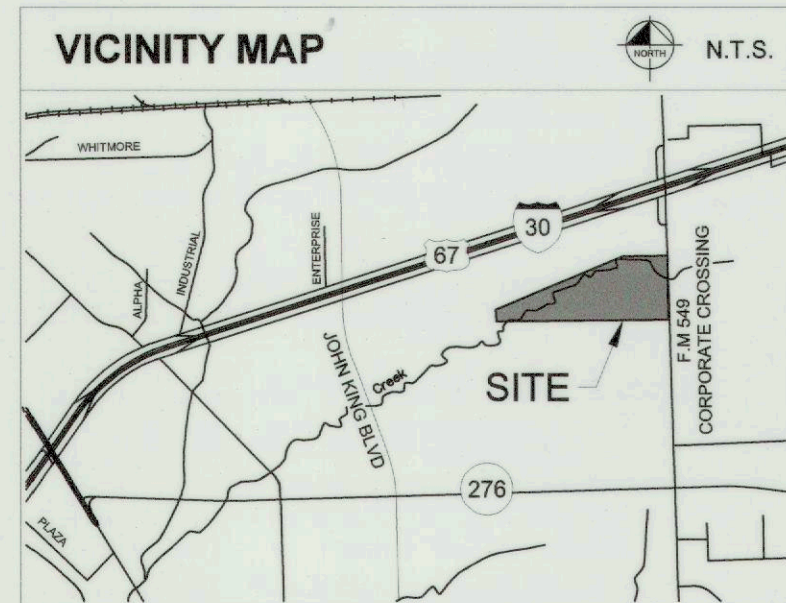 VICINITY MAP
NORTH
N.T.S.
WHITMORE
INDUSTRIAL
ALPHA
ENTERPRISE
67
30
JOHN KING BLVD
Creek
SITE
F.M 549
CORPORATE CROSSING
276
PLAZA